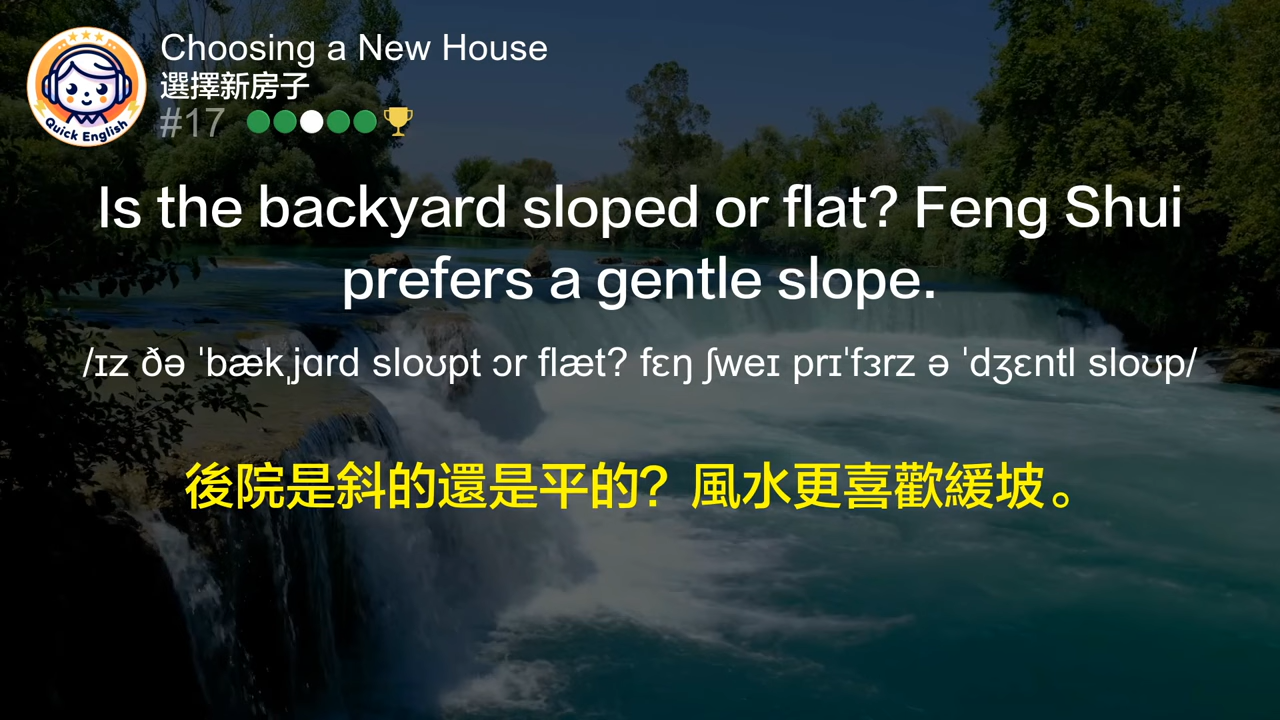 Choosing a New House
選擇新房子
#17
Quick English
Is the backyard sloped or flat? Feng Shui
prefers a gentle slope.
/ɪz ðə ˈbækˌjɑrd sloʊpt ɔr flæt? fɛŋ ʃweɪ prɪˈfɜrz ə ˈdʒɛntl sloʊp/
後院是斜的還是平的？風水更喜歡緩坡。